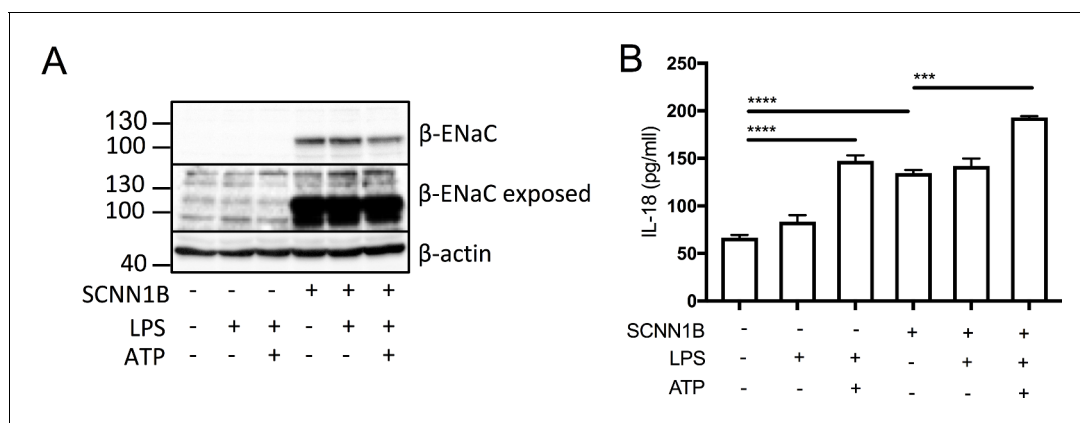 A
130
100
β-ENaC
130
100
β-ENaC exposed
40
β-actin
SCNN1B - - - + + +
LPS - + + - + +
ATP - - + - - +
B
250
200
150
100
50
0
IL-18 (pg/mll)
***
****
****
SCNN1B - - - + + +
LPS - + + - + +
ATP - - + - - +